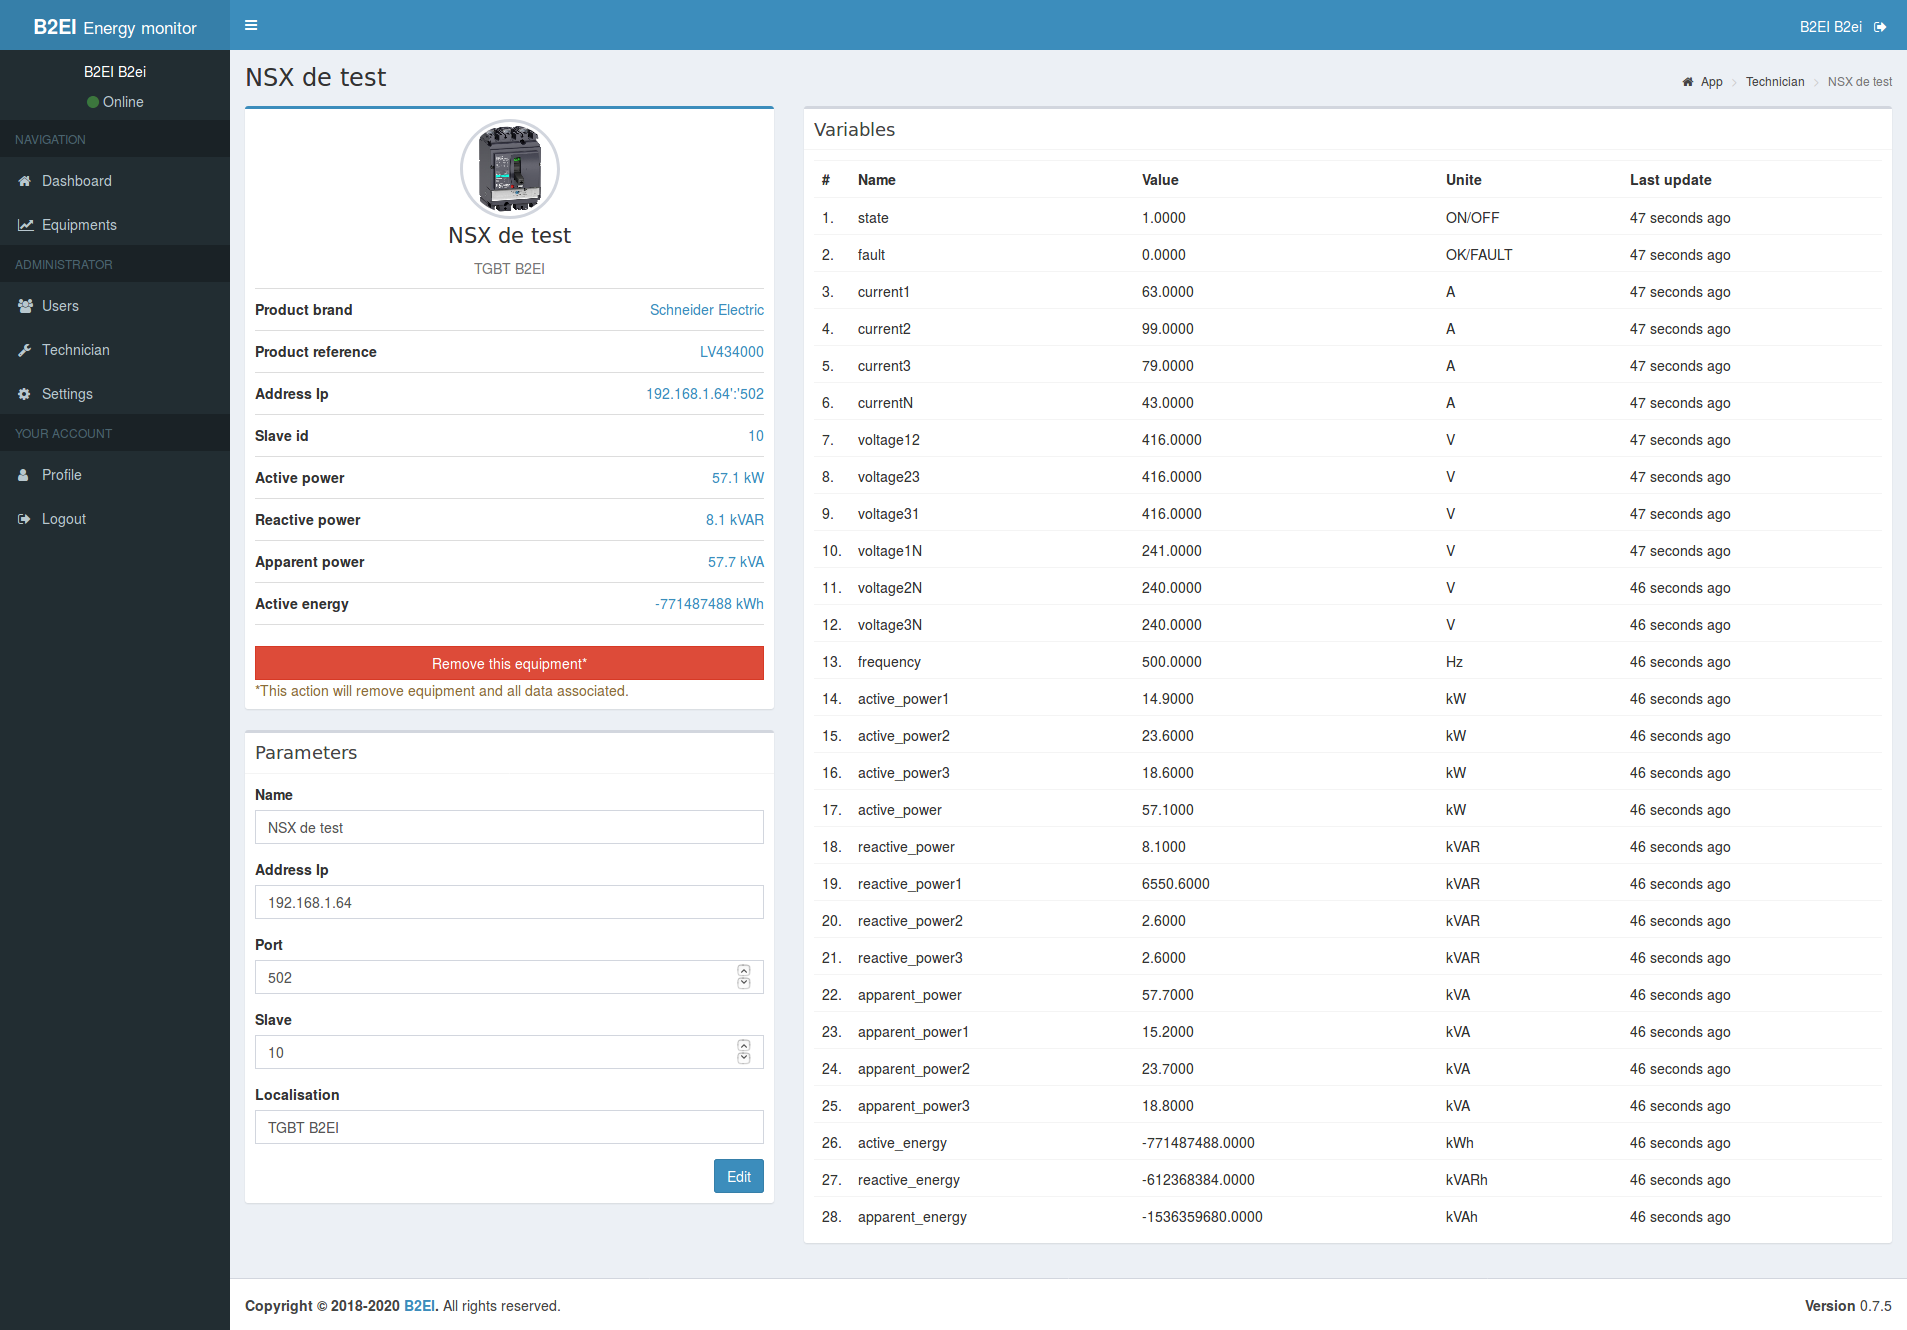 B2EI Energy monitor
B2EI B2ei
B2EI B2ei
Online
NAVIGATION
Dashboard
Equipments
ADMINISTRATOR
Users
Technician
Settings
YOUR ACCOUNT
Profile
Logout
NSX de test
App > Technician > NSX de test
NSX de test
TGBT B2EI
Product brand Schneider Electric
Product reference LV434000
Address Ip 192.168.1.64':'502
Slave id 10
Active power 57.1 kW
Reactive power 8.1 kVAR
Apparent power 57.7 kVA
Active energy -771487488 kWh
Remove this equipment*
*This action will remove equipment and all data associated.
Parameters
Name
NSX de test
Address Ip
192.168.1.64
Port
502
Slave
10
Localisation
TGBT B2EI
Edit
Variables
# Name Value Unite Last update
1. state 1.0000 ON/OFF 47 seconds ago
2. fault 0.0000 OK/FAULT 47 seconds ago
3. current1 63.0000 A 47 seconds ago
4. current2 99.0000 A 47 seconds ago
5. current3 79.0000 A 47 seconds ago
6. currentN 43.0000 A 47 seconds ago
7. voltage12 416.0000 V 47 seconds ago
8. voltage23 416.0000 V 47 seconds ago
9. voltage31 416.0000 V 47 seconds ago
10. voltage1N 241.0000 V 47 seconds ago
11. voltage2N 240.0000 V 46 seconds ago
12. voltage3N 240.0000 V 46 seconds ago
13. frequency 500.0000 Hz 46 seconds ago
14. active_power1 14.9000 kW 46 seconds ago
15. active_power2 23.6000 kW 46 seconds ago
16. active_power3 18.6000 kW 46 seconds ago
17. active_power 57.1000 kW 46 seconds ago
18. reactive_power 8.1000 kVAR 46 seconds ago
19. reactive_power1 6550.6000 kVAR 46 seconds ago
20. reactive_power2 2.6000 kVAR 46 seconds ago
21. reactive_power3 2.6000 kVAR 46 seconds ago
22. apparent_power 57.7000 kVA 46 seconds ago
23. apparent_power1 15.2000 kVA 46 seconds ago
24. apparent_power2 23.7000 kVA 46 seconds ago
25. apparent_power3 18.8000 kVA 46 seconds ago
26. active_energy -771487488.0000 kWh 46 seconds ago
27. reactive_energy -612368384.0000 kVARh 46 seconds ago
28. apparent_energy -1536359680.0000 kVAh 46 seconds ago
Copyright © 2018-2020 B2EI. All rights reserved.
Version 0.7.5